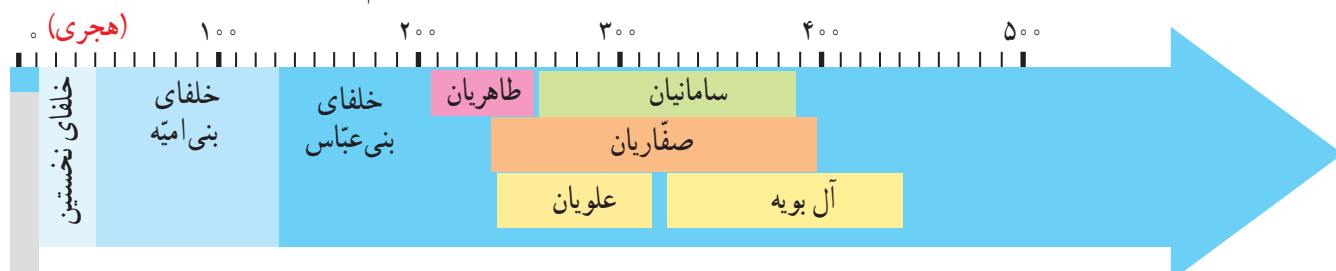 ۰ (هجری) ۱۰۰ ۲۰۰ ۳۰۰ ۴۰۰ ۵۰۰
خلفای نخستین
خلفای
بنی‌امیّه
خلفای
بنی‌عبّاس
طاهریان
سامانیان
صفّاریان
علویان
آل بویه